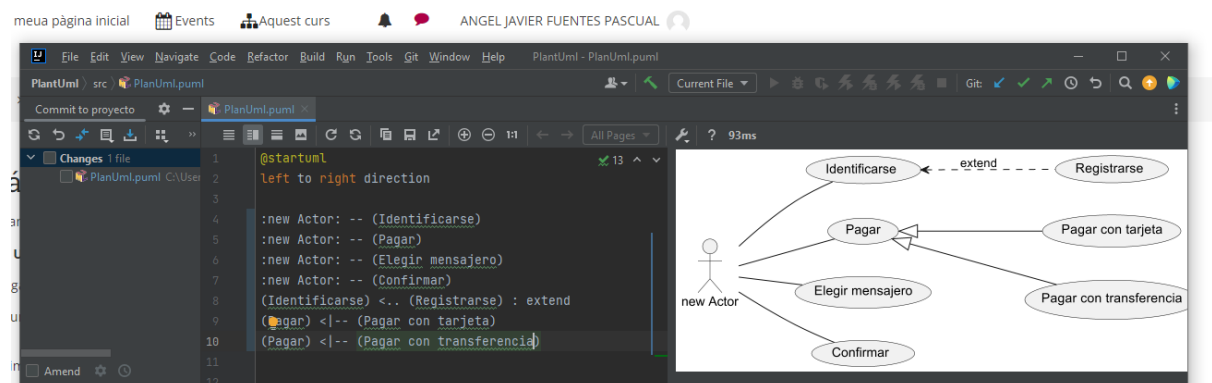 meua pàgina inicial Events Aquest curs ANGEL JAVIER FUENTES PASCUAL
File Edit View Navigate Code Refactor Build Run Tools Git Window Help PlantUml - PlanUml.puml
PlantUml src PlanUml.puml Current File Git:
Commit to proyecto PlanUml.puml
1:1 All Pages ? 93ms
Changes 1 file
PlanUml.puml C:\User
1 @startuml 13
2 left to right direction
3
4 :new Actor: -- (Identificarse)
5 :new Actor: -- (Pagar)
6 :new Actor: -- (Elegir mensajero)
7 :new Actor: -- (Confirmar)
8 (Identificarse) <.. (Registrarse) : extend
9 (Pagar) <|-- (Pagar con tarjeta)
10 (Pagar) <|-- (Pagar con transferencia)
11
12
Amend
Identificarse extend Registrarse
Pagar Pagar con tarjeta
new Actor Elegir mensajero Pagar con transferencia
Confirmar